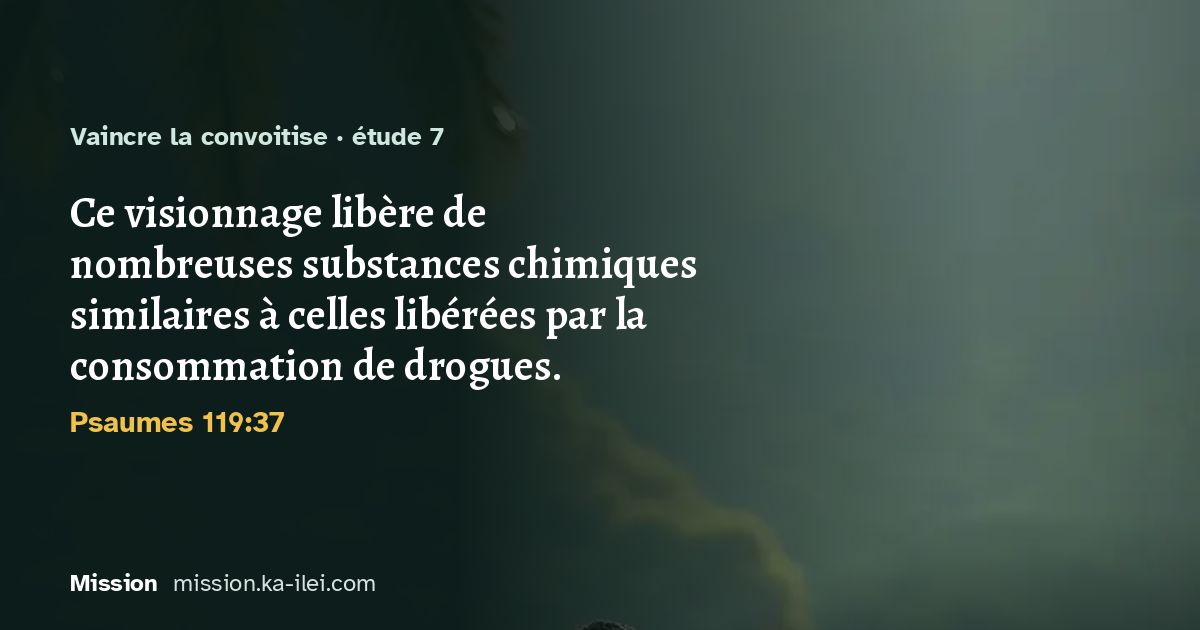 Vaincre la convoitise · étude 7
Ce visionnage libère de
nombreuses substances chimiques
similaires à celles libérées par la
consommation de drogues.
Psaumes 119:37
Mission mission.ka-ilei.com